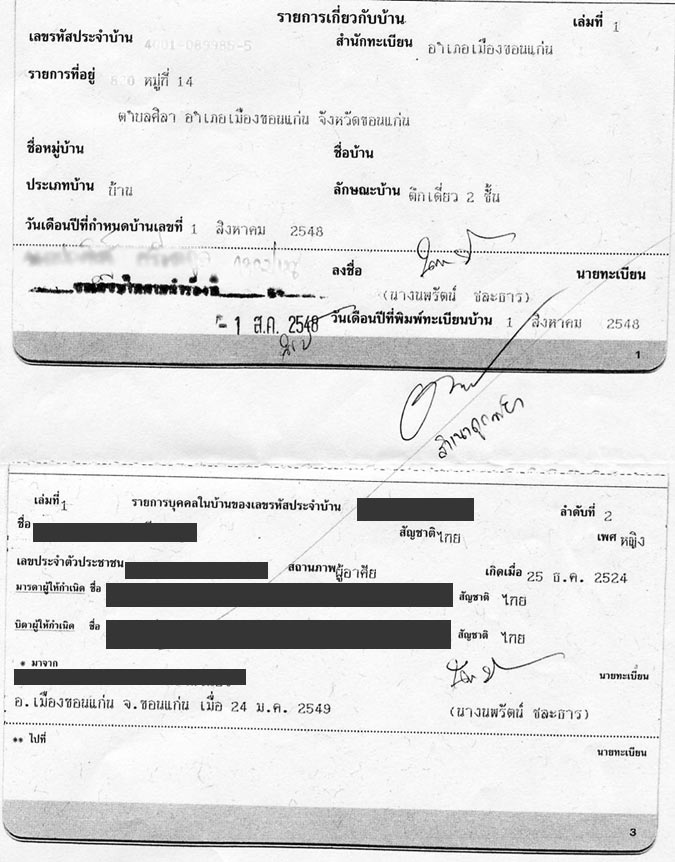 รายการเกี่ยวกับบ้าน เล่มที่ 1
เลขรหัสประจำบ้าน 4001-089985-5 สำนักทะเบียน อำเภอเมืองขอนแก่น
รายการที่อยู่ หมู่ที่ 14
ตำบลศิลา อำเภอเมืองขอนแก่น จังหวัดขอนแก่น
ชื่อหมู่บ้าน ชื่อบ้าน
ประเภทบ้าน บ้าน ลักษณะบ้าน ตึกเดี่ยว 2 ชั้น
วันเดือนปีที่กำหนดบ้านเลขที่ 1 สิงหาคม 2548
ลงชื่อ นายทะเบียน
(นางนพรัตน์ ชละธาร)
- 1 ส.ค. 2548 วันเดือนปีที่พิมพ์ทะเบียนบ้าน 1 สิงหาคม 2548
1
สำเนาถูกต้อง
เล่มที่ 1 รายการบุคคลในบ้านของเลขรหัสประจำบ้าน ลำดับที่ 2
ชื่อ สัญชาติ ไทย เพศ หญิง
เลขประจำตัวประชาชน สถานภาพ ผู้อาศัย เกิดเมื่อ 25 ธ.ค. 2524
มารดาผู้ให้กำเนิด ชื่อ สัญชาติ ไทย
บิดาผู้ให้กำเนิด ชื่อ สัญชาติ ไทย
* มาจาก นายทะเบียน
อ.เมืองขอนแก่น จ.ขอนแก่น เมื่อ 24 ม.ค. 2549 (นางนพรัตน์ ชละธาร)
** ไปที่ นายทะเบียน
3